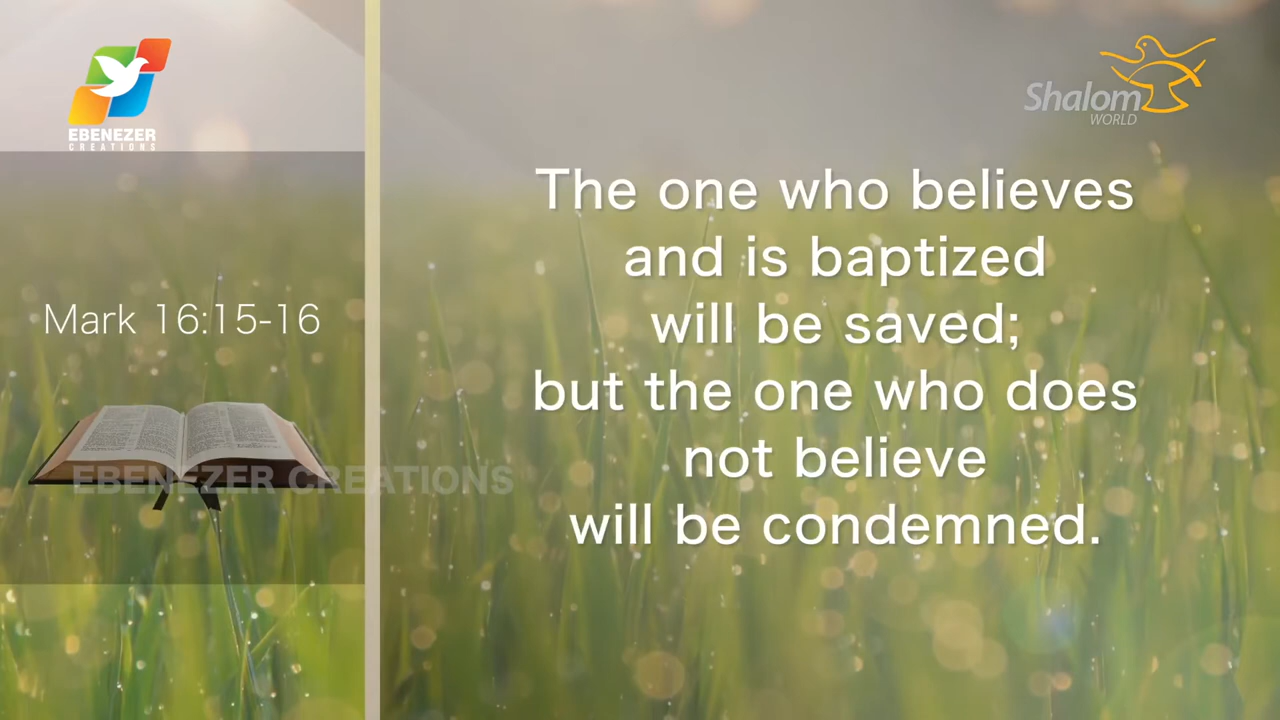 EBENEZER
CREATIONS
Shalom
WORLD
Mark 16:15-16
The one who believes
and is baptized
will be saved;
but the one who does
not believe
will be condemned.
EBENEZER CREATIONS